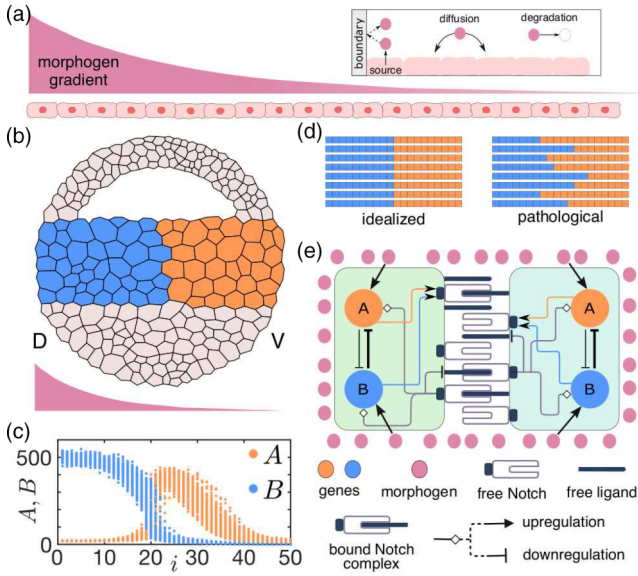 (a)
morphogen
gradient
boundary
source
diffusion
degradation
(b)
D
V
(c)
A, B
500
0
0 10 20 30 40 50
i
A
B
(d)
idealized
pathological
(e)
A
B
A
B
genes
morphogen
free Notch
free ligand
bound Notch
complex
upregulation
downregulation